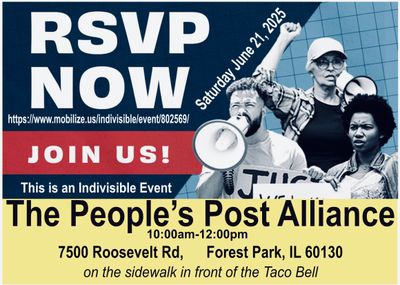 RSVP
NOW
Saturday June 21, 2025
https://www.mobilize.us/indivisible/event/802569/
JOIN US!
This is an Indivisible Event
JUS
The People's Post Alliance
10:00am-12:00pm
7500 Roosevelt Rd, Forest Park, IL 60130
on the sidewalk in front of the Taco Bell